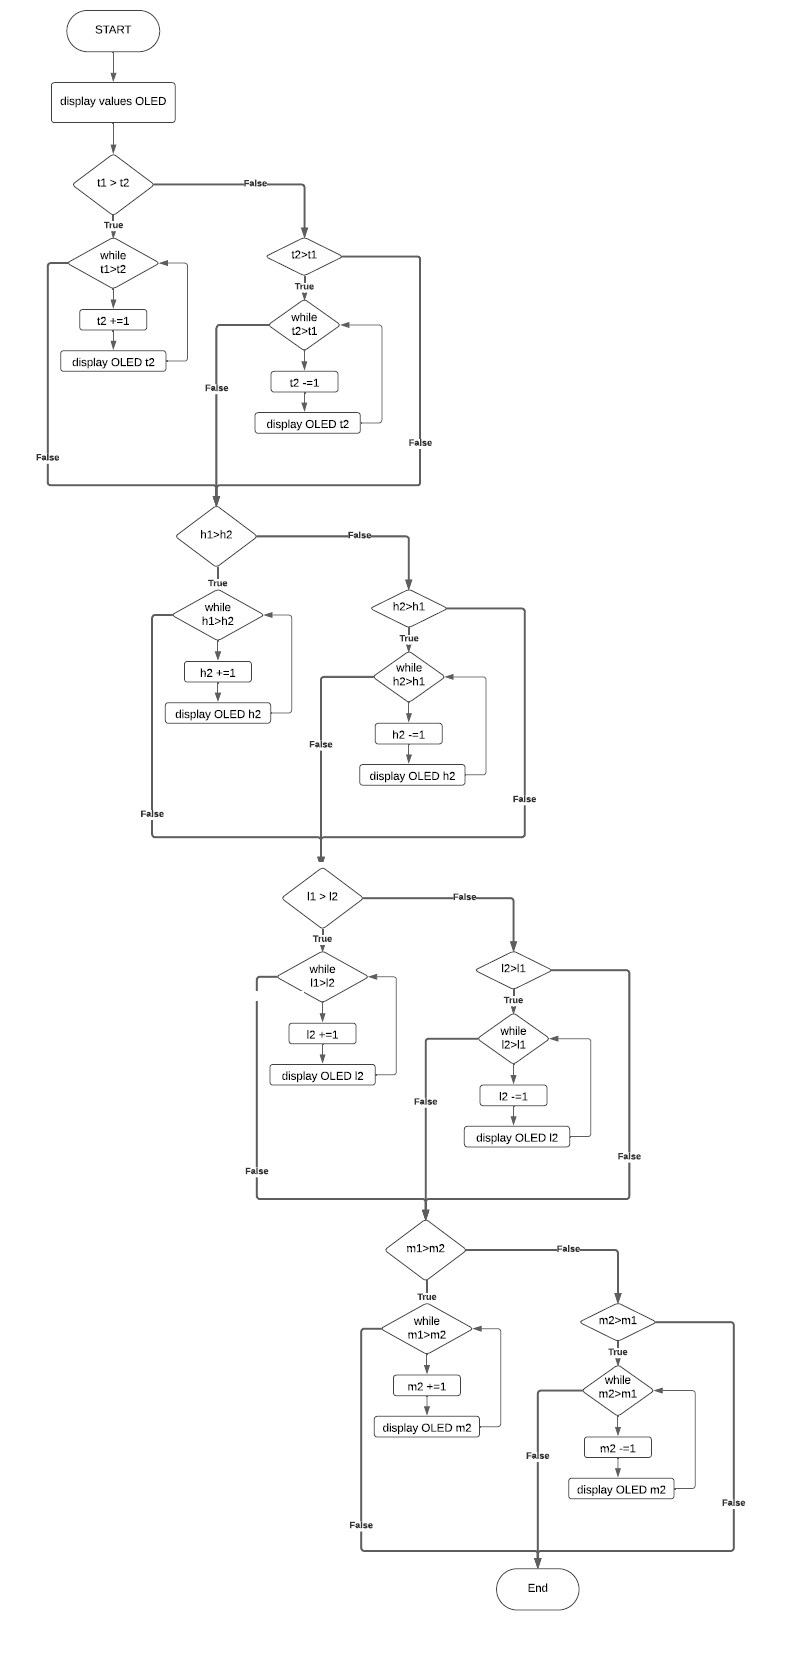 START
display values OLED
t1 > t2
False
True
while
t1>t2
t2 +=1
display OLED t2
False
t2>t1
True
while
t2>t1
t2 -=1
display OLED t2
False
False
h1>h2
False
True
while
h1>h2
h2 +=1
display OLED h2
False
h2>h1
True
while
h2>h1
h2 -=1
display OLED h2
False
False
l1 > l2
False
True
while
l1>l2
l2 +=1
display OLED l2
False
l2>l1
True
while
l2>l1
l2 -=1
display OLED l2
False
False
m1>m2
False
True
while
m1>m2
m2 +=1
display OLED m2
False
m2>m1
True
while
m2>m1
m2 -=1
display OLED m2
False
False
End